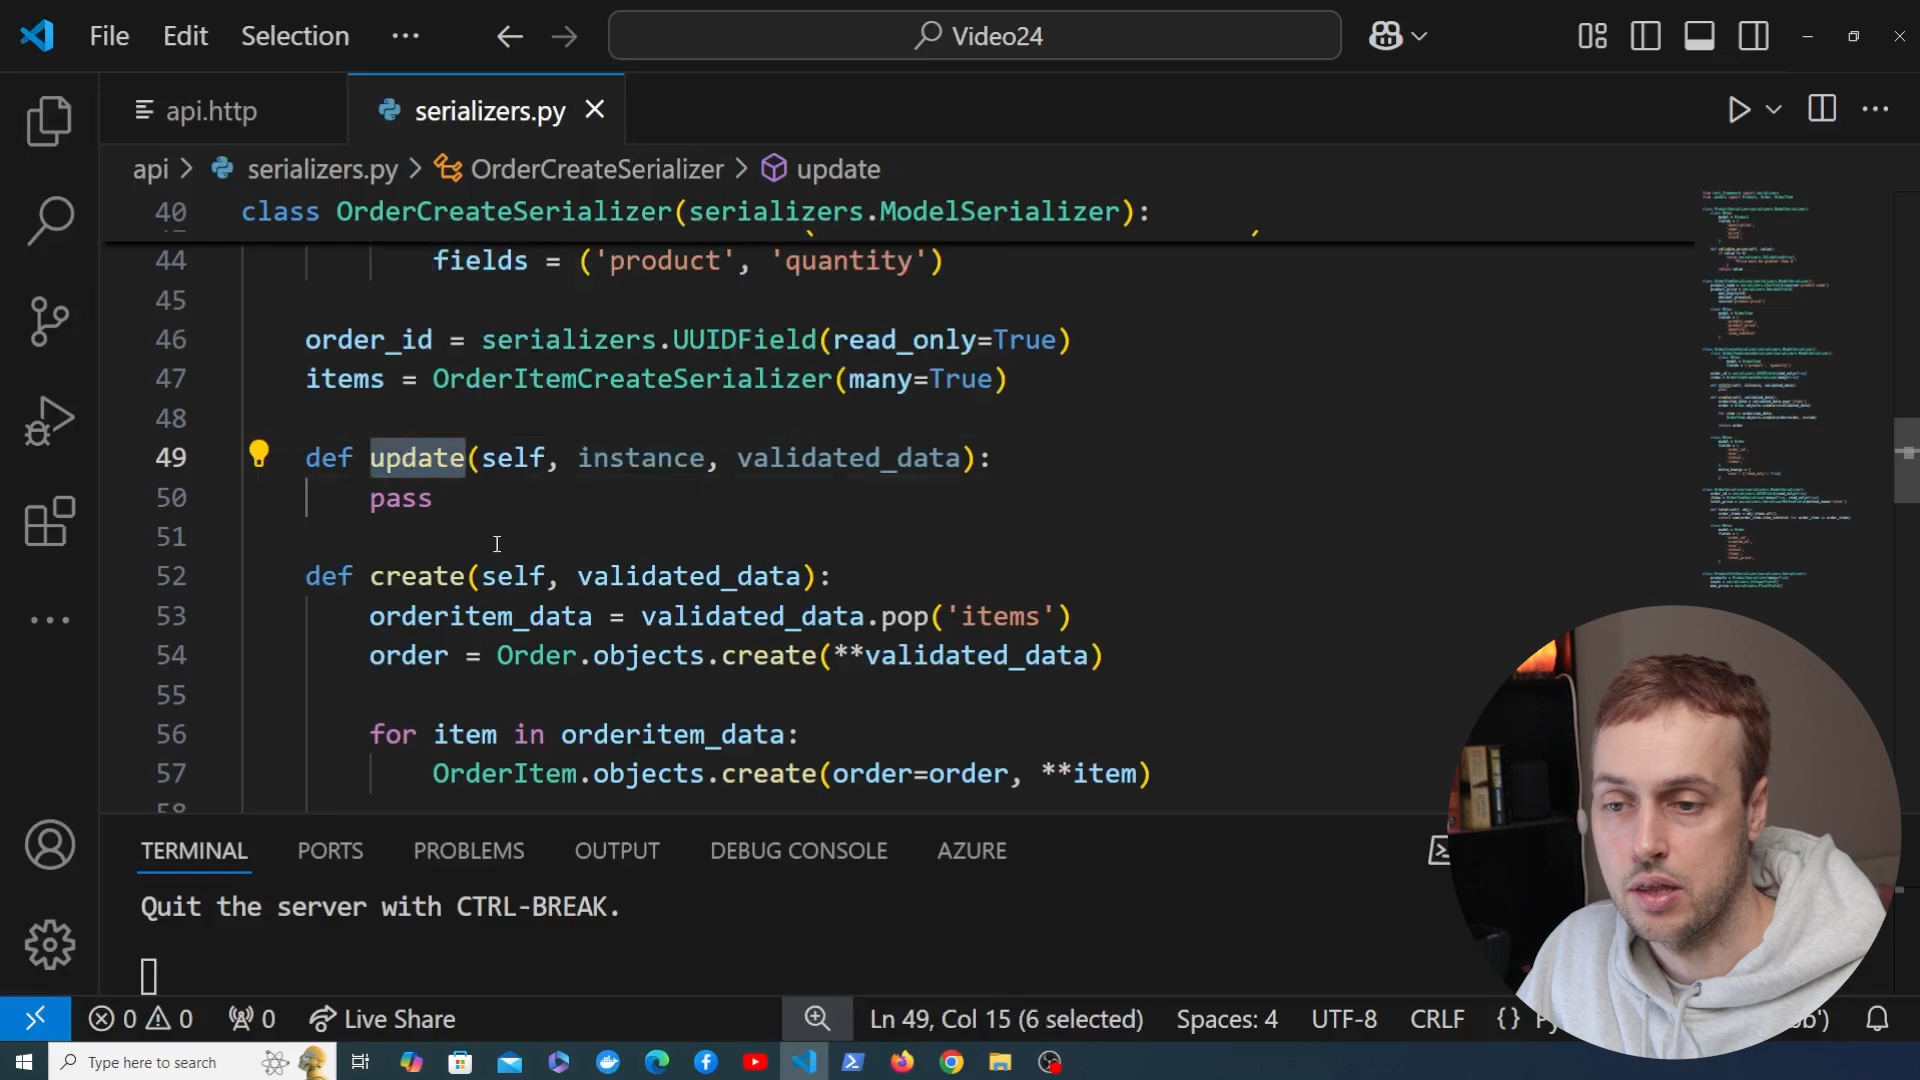 File Edit Selection ··· Video24
api.http serializers.py
api > serializers.py > OrderCreateSerializer > update
40 class OrderCreateSerializer(serializers.ModelSerializer):
44 fields = ('product', 'quantity')
45
46 order_id = serializers.UUIDField(read_only=True)
47 items = OrderItemCreateSerializer(many=True)
48
49 def update(self, instance, validated_data):
50 pass
51
52 def create(self, validated_data):
53 orderitem_data = validated_data.pop('items')
54 order = Order.objects.create(**validated_data)
55
56 for item in orderitem_data:
57 OrderItem.objects.create(order=order, **item)
58
TERMINAL PORTS PROBLEMS OUTPUT DEBUG CONSOLE AZURE
Quit the server with CTRL-BREAK.
0 0 0 Live Share Ln 49, Col 15 (6 selected) Spaces: 4 UTF-8 CRLF {}
Type here to search